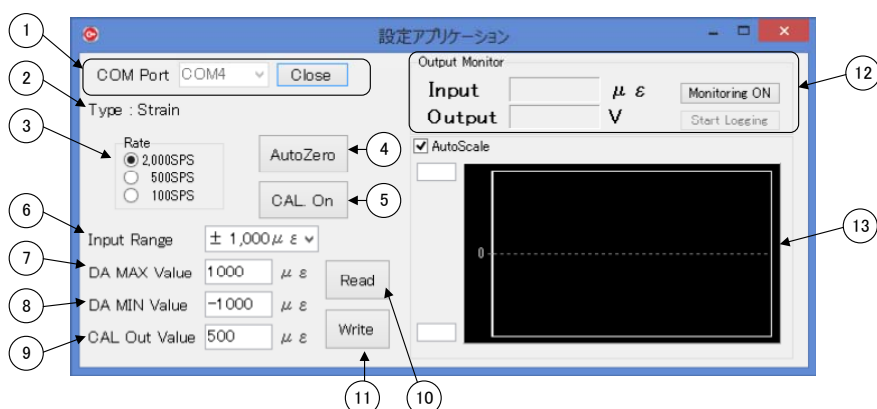 設定アプリケーション
1
COM Port COM4 Close
2
Type : Strain
3
Rate
2,000SPS
500SPS
100SPS
AutoZero
4
CAL. On
5
6
Input Range ± 1,000μ ε
7
DA MAX Value 1000 μ ε
8
DA MIN Value -1000 μ ε
9
CAL Out Value 500 μ ε
Read
Write
11
10
Output Monitor
Input μ ε Monitoring ON
Output V Start Logging
12
AutoScale
0
13